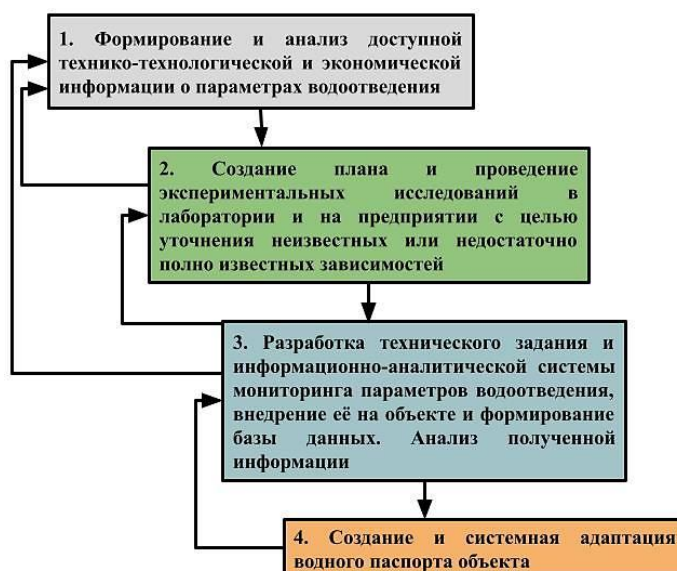 1. Формирование и анализ доступной
технико-технологической и экономической
информации о параметрах водоотведения
2. Создание плана и проведение
экспериментальных исследований в
лаборатории и на предприятии с целью
уточнения неизвестных или недостаточно
полно известных зависимостей
3. Разработка технического задания и
информационно-аналитической системы
мониторинга параметров водоотведения,
внедрение её на объекте и формирование
базы данных. Анализ полученной
информации
4. Создание и системная адаптация
водного паспорта объекта